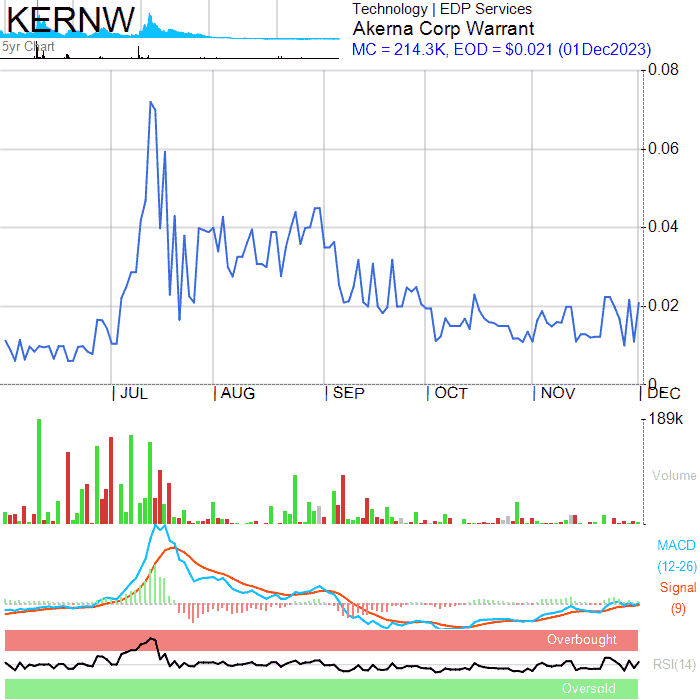 KERNW
5yr Chart
Technology | EDP Services
Akerna Corp Warrant
MC = 214.3K, EOD = $0.021 (01Dec2023)
0.08
0.06
0.04
0.02
0
JUL AUG SEP OCT NOV DEC
189k
Volume
MACD
(12-26)
Signal
(9)
Overbought
RSI(14)
Oversold